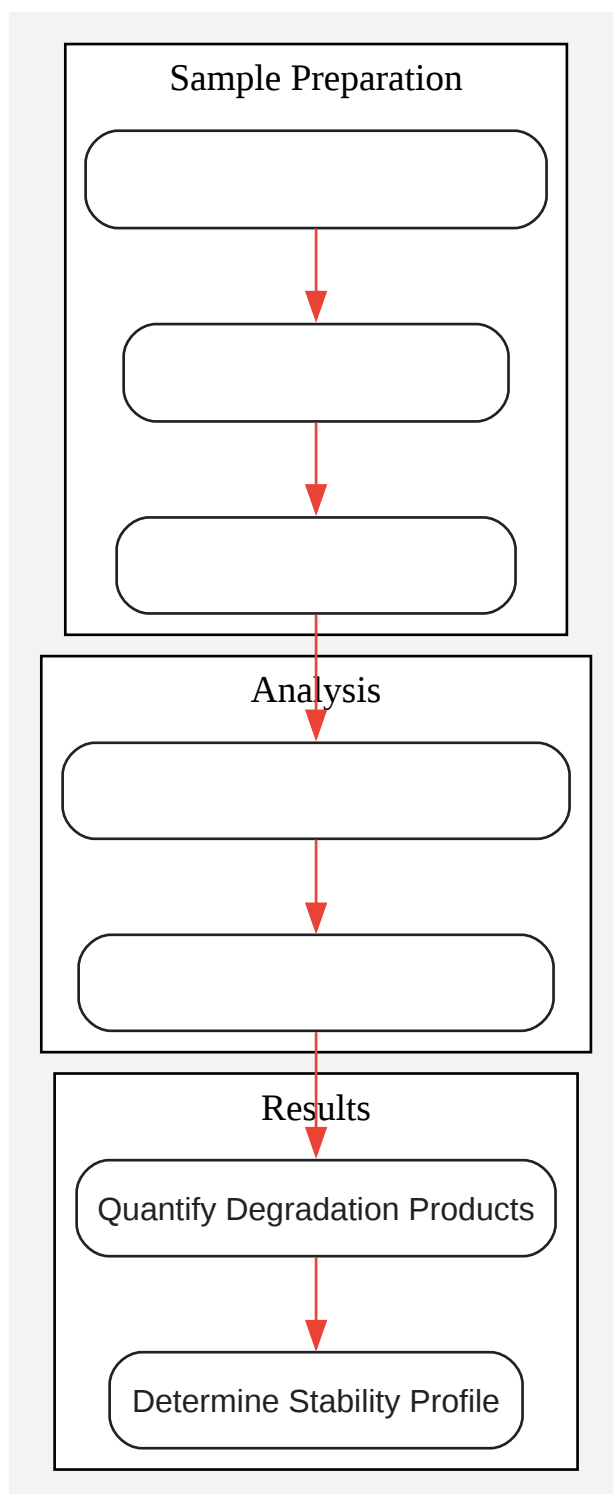 Sample Preparation
Analysis
Results
Quantify Degradation Products
Determine Stability Profile